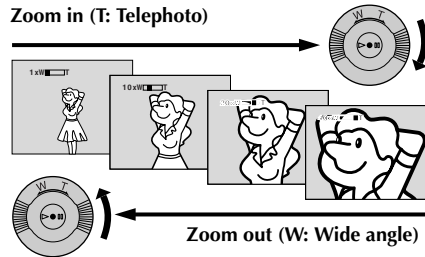 Zoom in (T: Telephoto)
W T
1xW T
10xW T
W T
Zoom out (W: Wide angle)